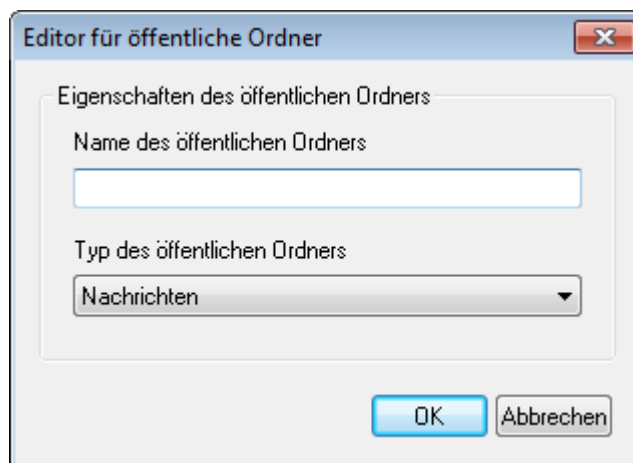 Editor für öffentliche Ordner
Eigenschaften des öffentlichen Ordners
Name des öffentlichen Ordners
Typ des öffentlichen Ordners
Nachrichten
OK Abbrechen